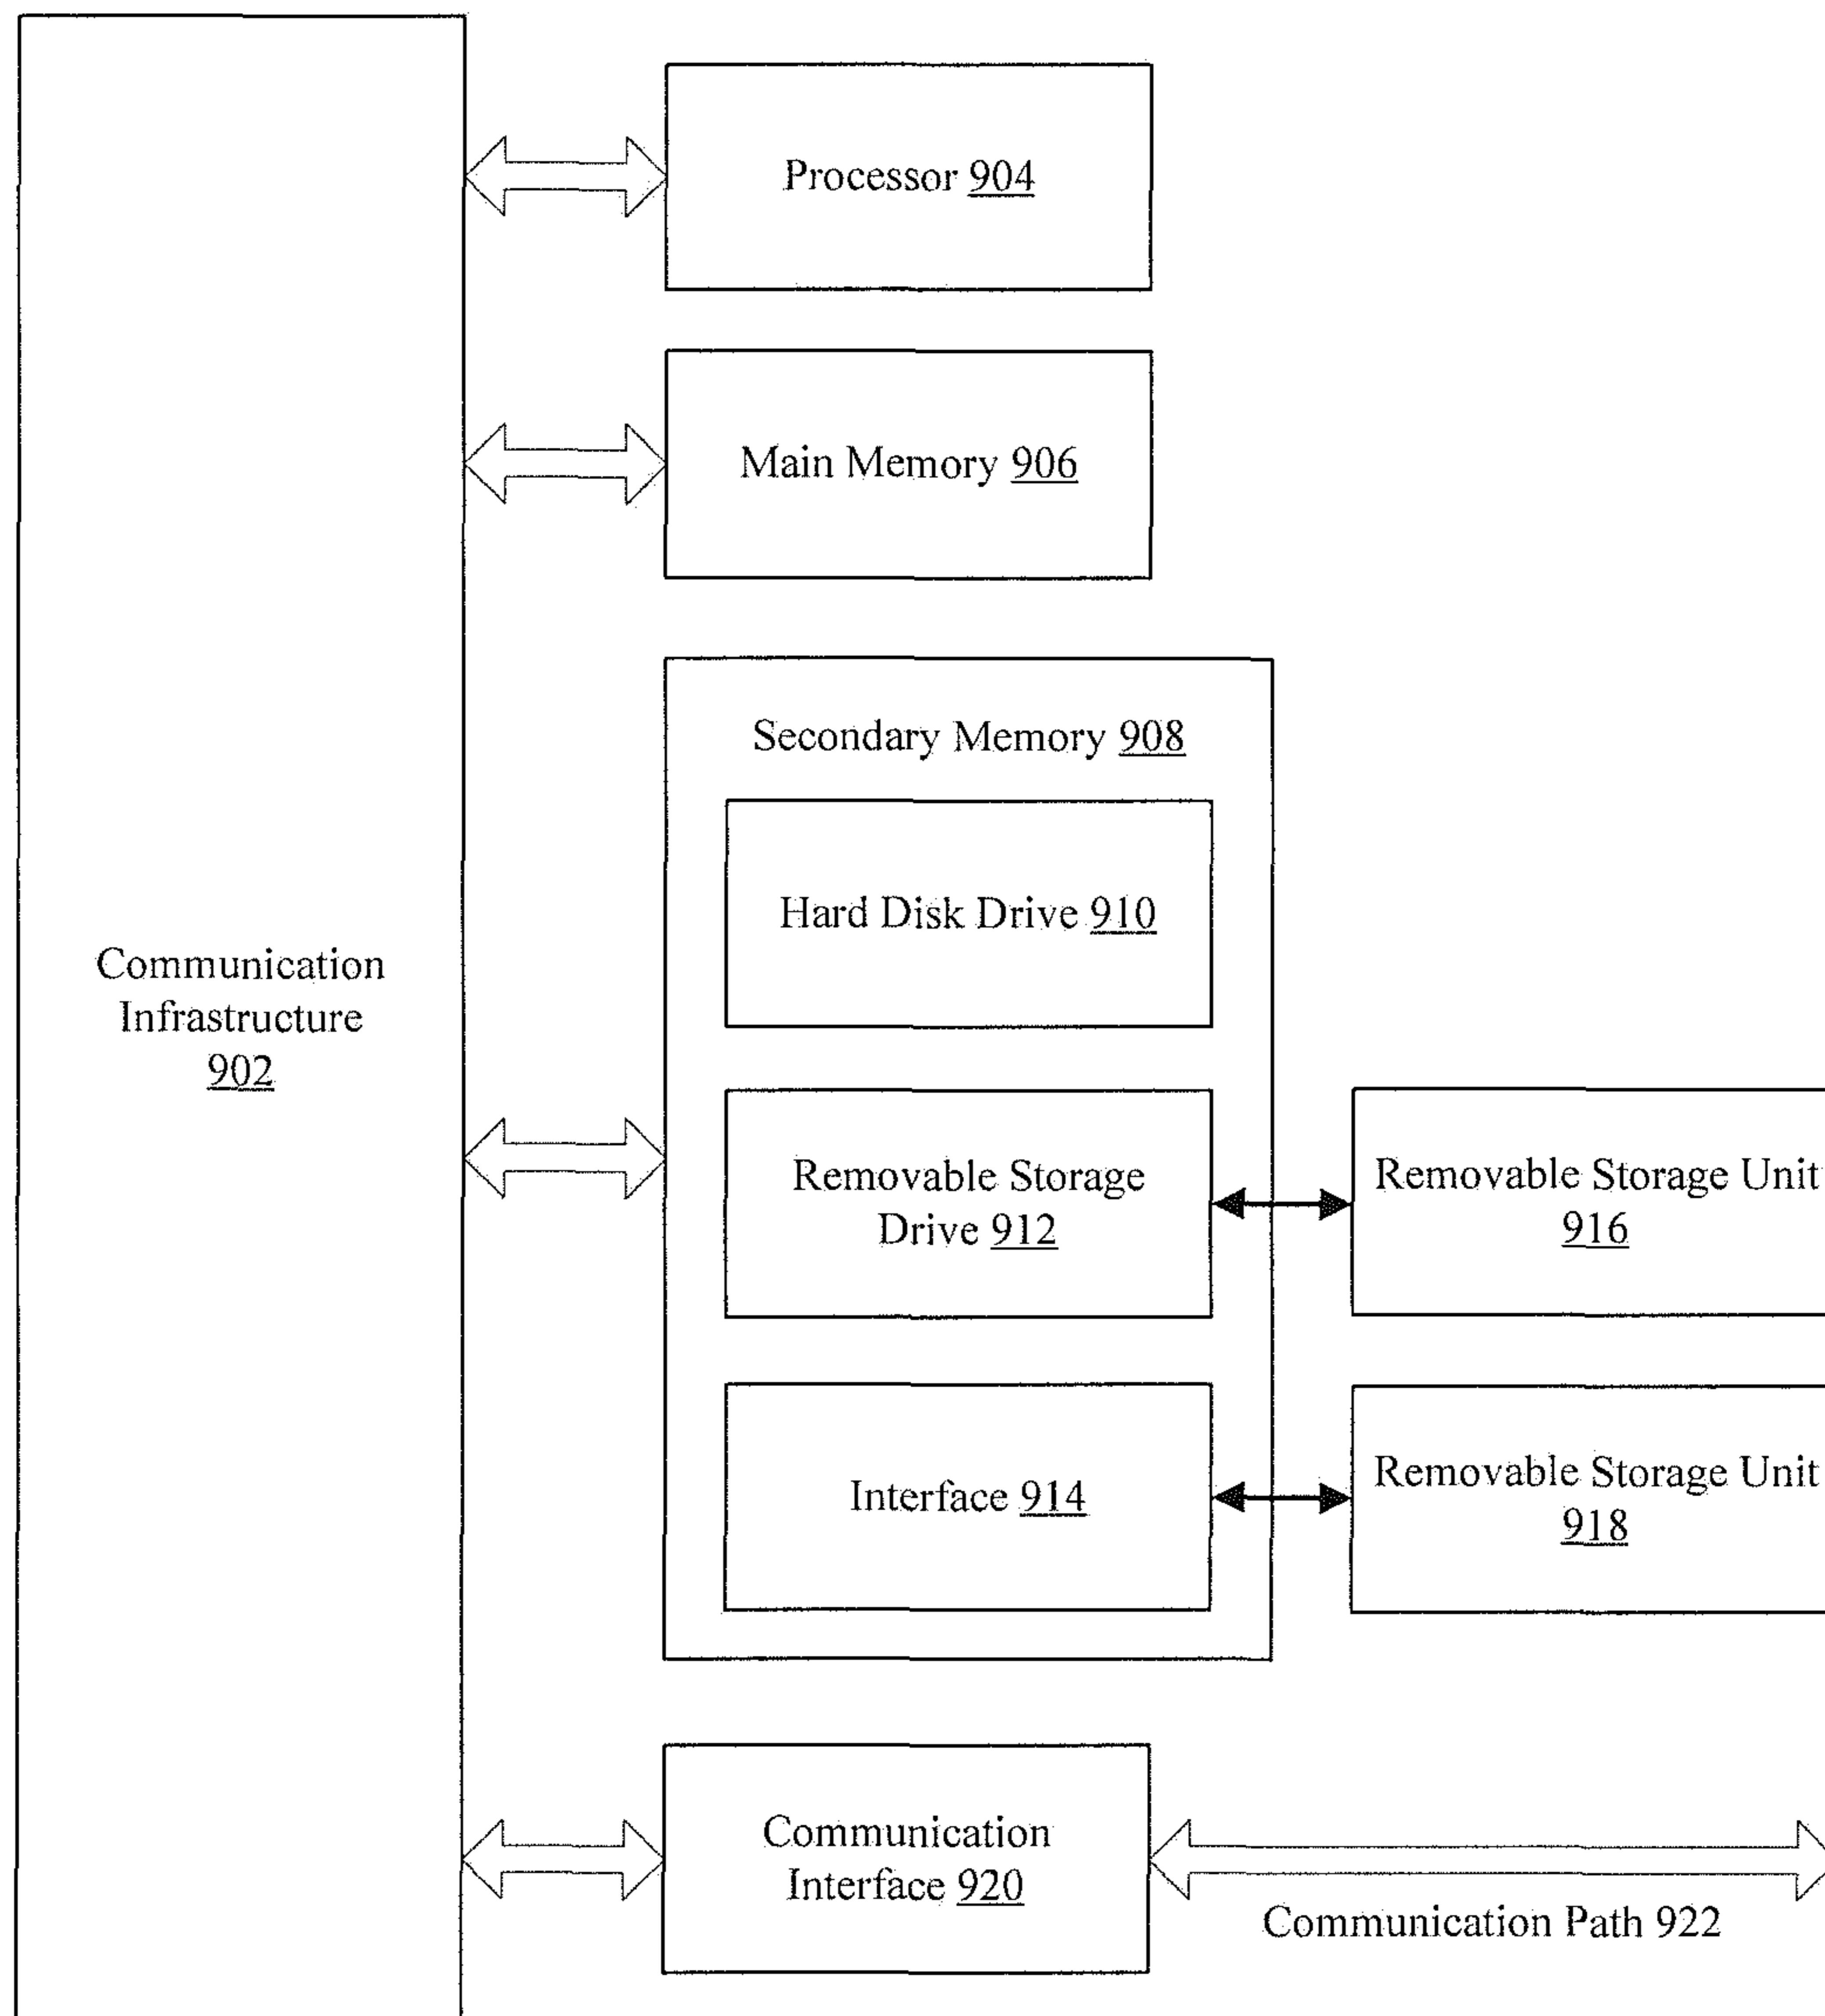 Processor 904
Main Memory 906
Secondary Memory 908
Hard Disk Drive 910
Communication
Infrastructure
902
Removable Storage
Drive 912
Removable Storage Unit
916
Interface 914
Removable Storage Unit
918
Communication
Interface 920
Communication Path 922